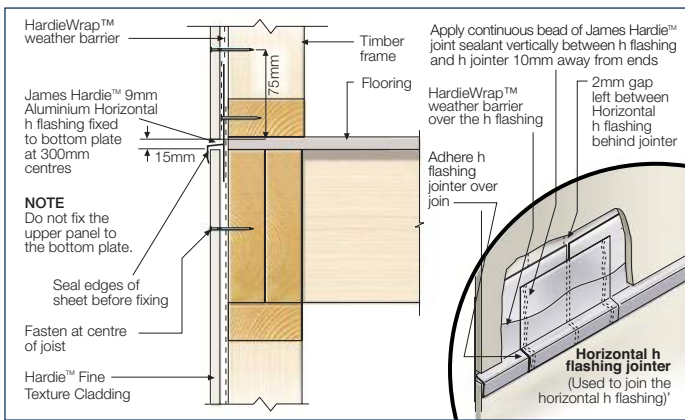 HardieWrap™
weather barrier
James Hardie™ 9mm
Aluminium Horizontal
h flashing fixed
to bottom plate
at 300mm
centres
NOTE
Do not fix the
upper panel to
the bottom plate.
Seal edges of
sheet before fixing
Fasten at centre
of joist
Hardie™ Fine
Texture Cladding
15mm
75mm
Timber
frame
Flooring
Apply continuous bead of James Hardie™
joint sealant vertically between h flashing
and h jointer 10mm away from ends
HardieWrap™
weather barrier
over the h flashing
2mm gap
left between
Horizontal
h flashing
behind jointer
Adhere h
flashing
jointer over
join
Horizontal h
flashing jointer
(Used to join the
horizontal h flashing)'